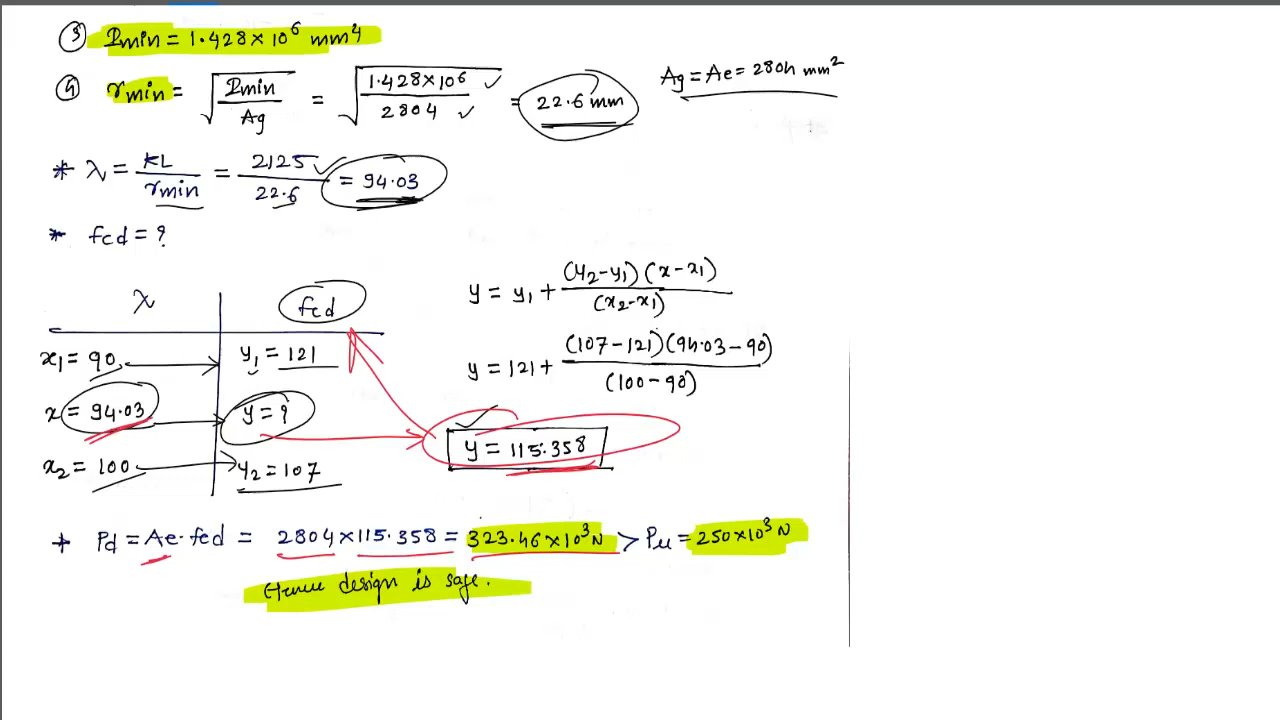 ③ Imin = 1.428×10⁶ mm⁴
④ rmin = √(Imin/Ag) = √(1.428×10⁶/2804) = 22.6 mm
Ag = Ae = 2804 mm²
* λ = KL/rmin = 2125/22.6 = 94.03
* fcd = ?
λ fcd
x₁ = 90 y₁ = 121
x = 94.03 y = ?
x₂ = 100 y₂ = 107
y = y₁ + (y₂-y₁)(x-x₁)/(x₂-x₁)
y = 121 + (107-121)(94.03-90)/(100-90)
y = 115.358
* Pd = Ae·fcd = 2804×115.358 = 323.46×10³N > Pu = 250×10³N
Hence design is safe.